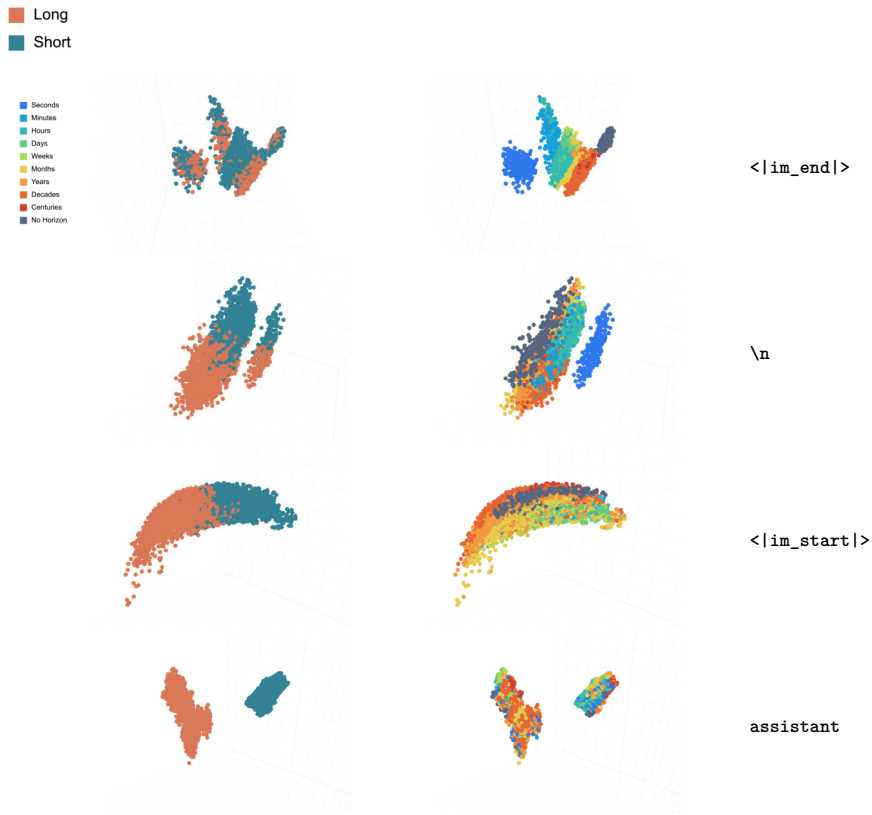 Long
Short
Seconds
Minutes
Hours
Days
Weeks
Months
Years
Decades
Centuries
No Horizon
<|im_end|>
\n
<|im_start|>
assistant